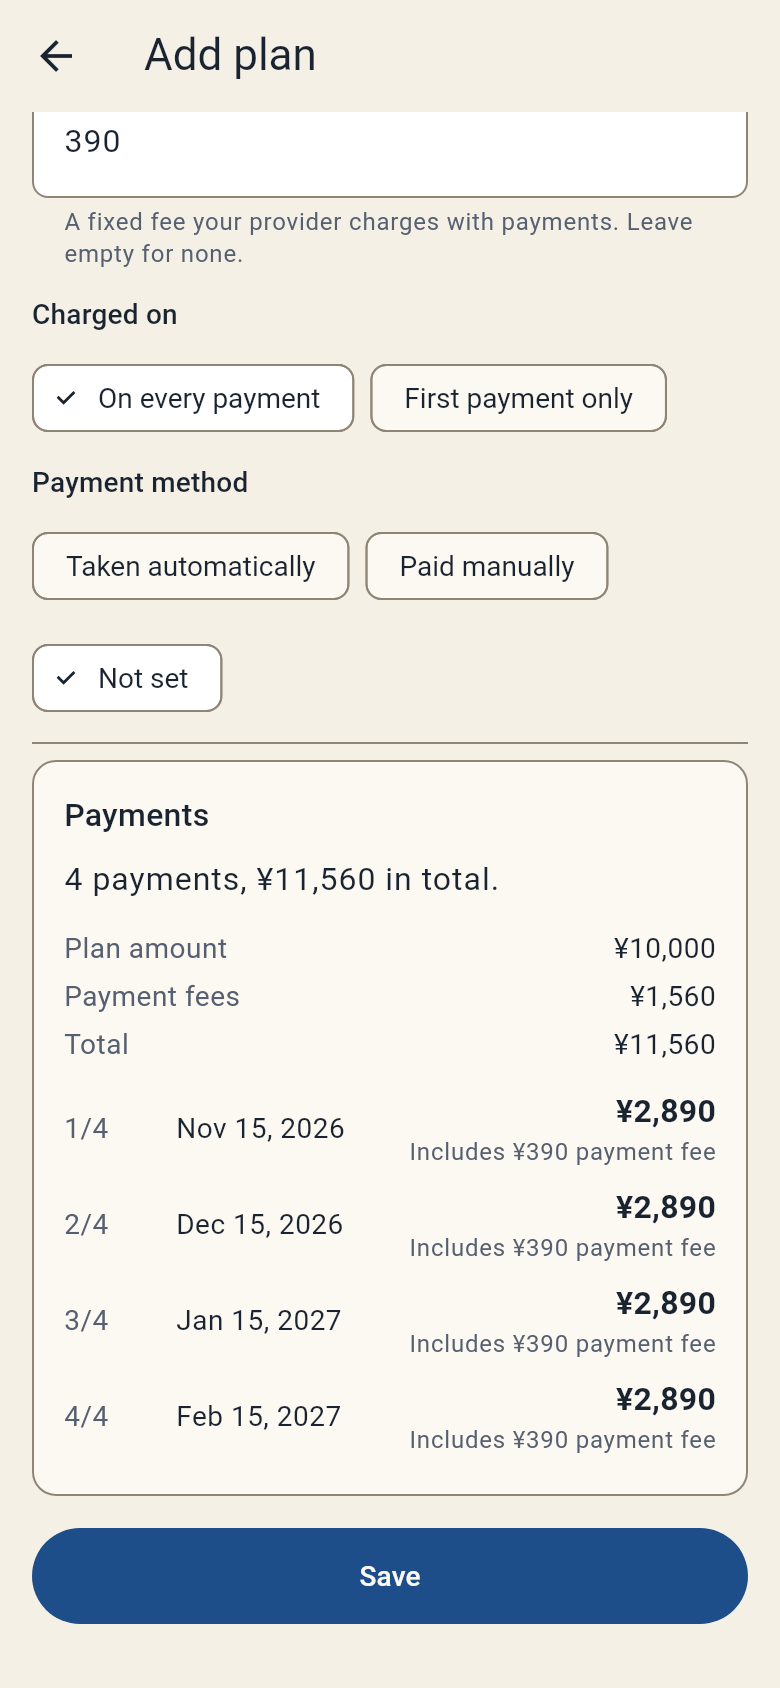 Add plan
390
A fixed fee your provider charges with payments. Leave
empty for none.
Charged on
On every payment
First payment only
Payment method
Taken automatically
Paid manually
Not set
Payments
4 payments, ¥11,560 in total.
Plan amount ¥10,000
Payment fees ¥1,560
Total ¥11,560
1/4 Nov 15, 2026 ¥2,890
Includes ¥390 payment fee
2/4 Dec 15, 2026 ¥2,890
Includes ¥390 payment fee
3/4 Jan 15, 2027 ¥2,890
Includes ¥390 payment fee
4/4 Feb 15, 2027 ¥2,890
Includes ¥390 payment fee
Save